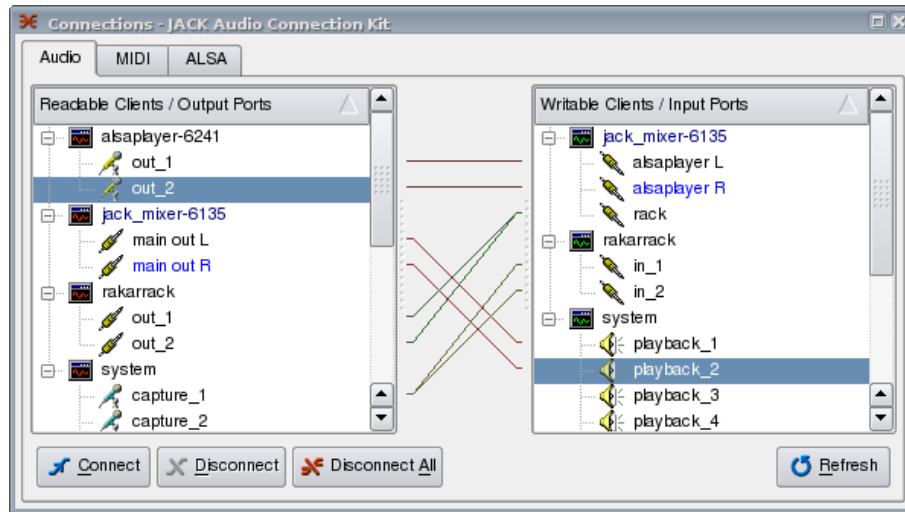 Connections - JACK Audio Connection Kit
Audio MIDI ALSA
Readable Clients / Output Ports
alsaplayer-6241
out_1
out_2
jack_mixer-6135
main out L
main out R
rakarrack
out_1
out_2
system
capture_1
capture_2
Writable Clients / Input Ports
jack_mixer-6135
alsaplayer L
alsaplayer R
rack
rakarrack
in_1
in_2
system
playback_1
playback_2
playback_3
playback_4
Connect Disconnect Disconnect All Refresh